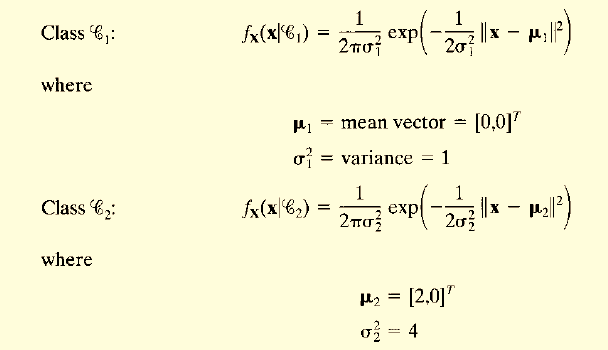 Class 𝒞₁: f_𝐗(𝐱|𝒞₁) = 1/(2πσ₁²) exp(−1/(2σ₁²) ‖𝐱 − 𝛍₁‖²)
where
𝛍₁ = mean vector = [0,0]ᵀ
σ₁² = variance = 1
Class 𝒞₂: f_𝐗(𝐱|𝒞₂) = 1/(2πσ₂²) exp(−1/(2σ₂²) ‖𝐱 − 𝛍₂‖²)
where
𝛍₂ = [2,0]ᵀ
σ₂² = 4